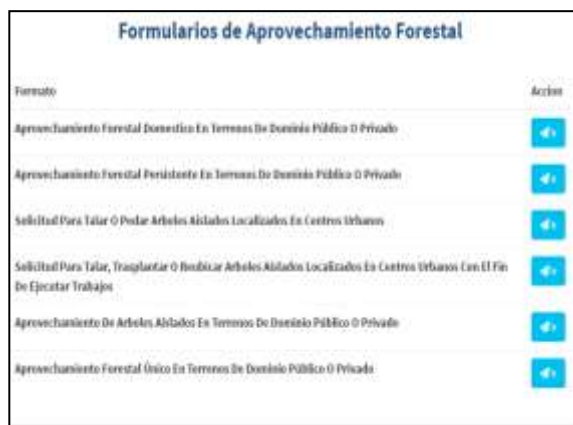 Formularios de Aprovechamiento Forestal
Formato Accion
Aprovechamiento Forestal Domestico En Terrenos De Dominio Público O Privado
Aprovechamiento Forestal Persistente En Terrenos De Dominio Público O Privado
Solicitud Para Talar O Podar Arboles Aislados Localizados En Centros Urbanos
Solicitud Para Talar, Trasplantar O Reubicar Arboles Aislados Localizados En Centros Urbanos Con El Fin
De Ejecutar Trabajos
Aprovechamiento De Arboles Aislados En Terrenos De Dominio Público O Privado
Aprovechamiento Forestal Único En Terrenos De Dominio Público O Privado